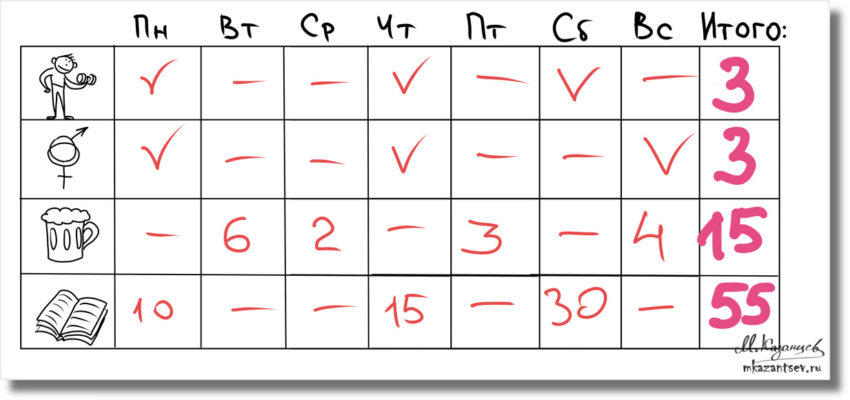 Пн Вт Ср Чт Пт Сб Вс Итого:
✓ — — ✓ — ✓ — 3
✓ — — ✓ — — ✓ 3
— 6 2 — 3 — 4 15
10 — — 15 — 30 — 55
М. Казанцев
mkazantsev.ru